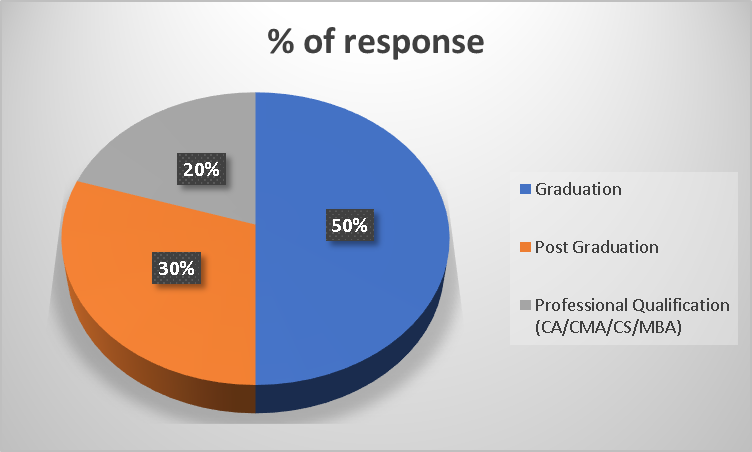 % of response
20%
50%
30%
Graduation
Post Graduation
Professional Qualification
(CA/CMA/CS/MBA)